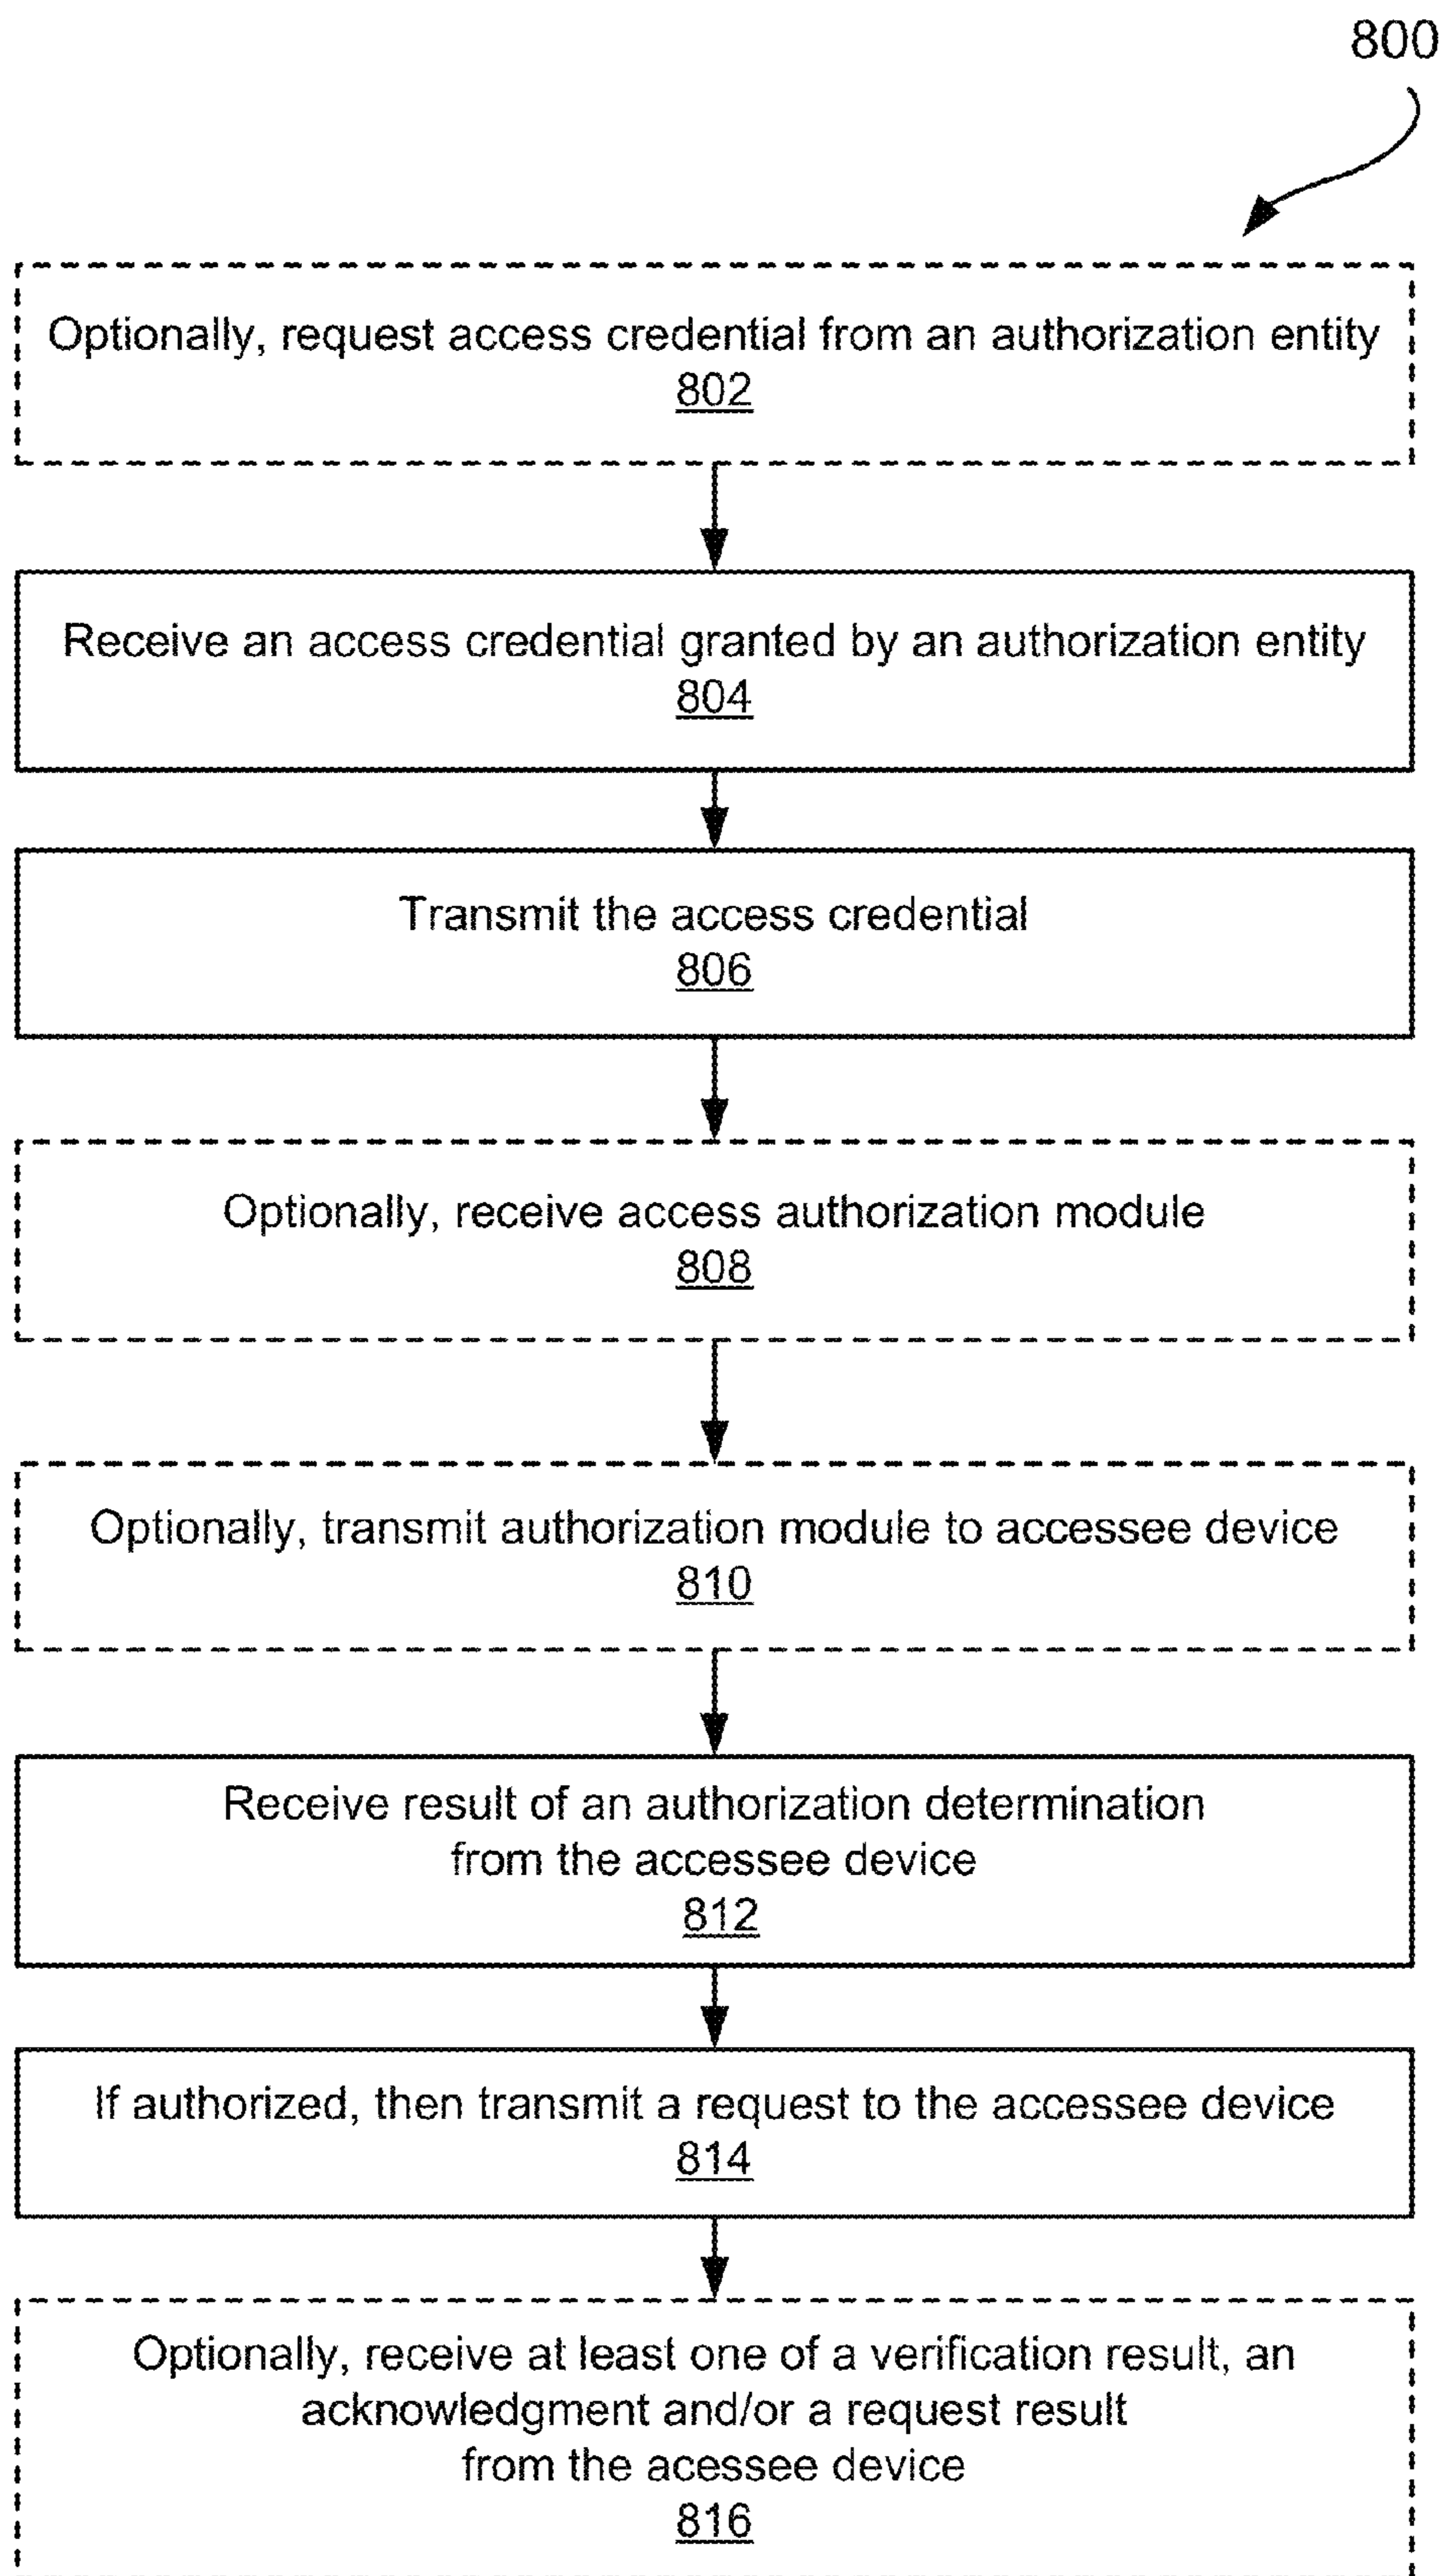 800
Optionally, request access credential from an authorization entity
802
Receive an access credential granted by an authorization entity
804
Transmit the access credential
806
Optionally, receive access authorization module
808
Optionally, transmit authorization module to accessee device
810
Receive result of an authorization determination
from the accessee device
812
If authorized, then transmit a request to the accessee device
814
Optionally, receive at least one of a verification result, an
acknowledgment and/or a request result
from the acessee device
816